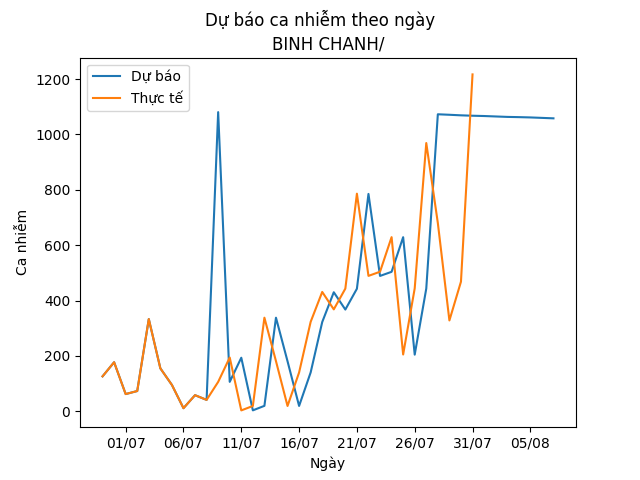 Dự báo ca nhiễm theo ngày
BINH CHANH/
Dự báo
Thực tế
1200
1000
800
600
400
200
0
Ca nhiễm
01/07 06/07 11/07 16/07 21/07 26/07 31/07 05/08
Ngày